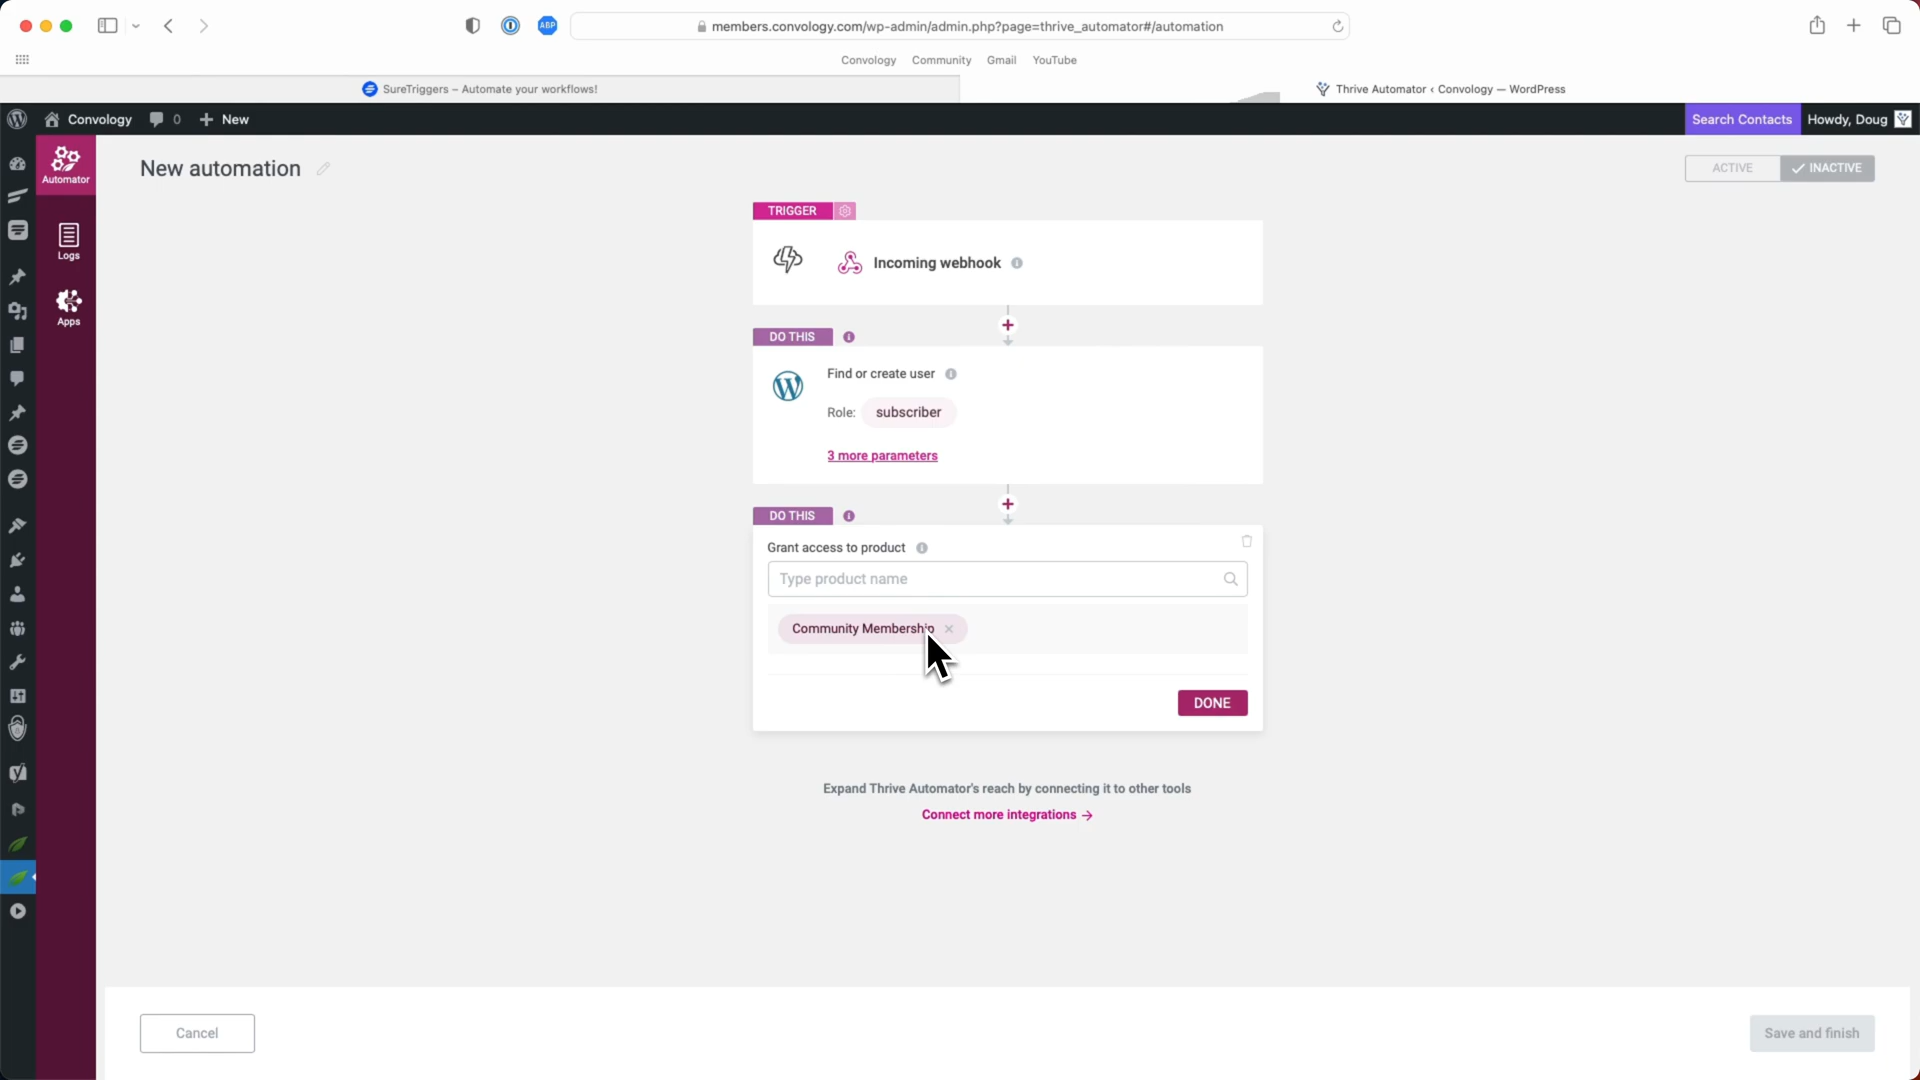 members.convology.com/wp-admin/admin.php?page=thrive_automator#/automation
ABP
Convology Community Gmail YouTube
SureTriggers – Automate your workflows!
Thrive Automator ‹ Convology — WordPress
Convology 0 + New
Search Contacts
Howdy, Doug
Automator
New automation
ACTIVE
INACTIVE
Logs
Apps
TRIGGER
Incoming webhook
DO THIS
Find or create user
Role: subscriber
3 more parameters
DO THIS
Grant access to product
Type product name
Community Membership ×
DONE
Expand Thrive Automator's reach by connecting it to other tools
Connect more integrations →
Cancel
Save and finish